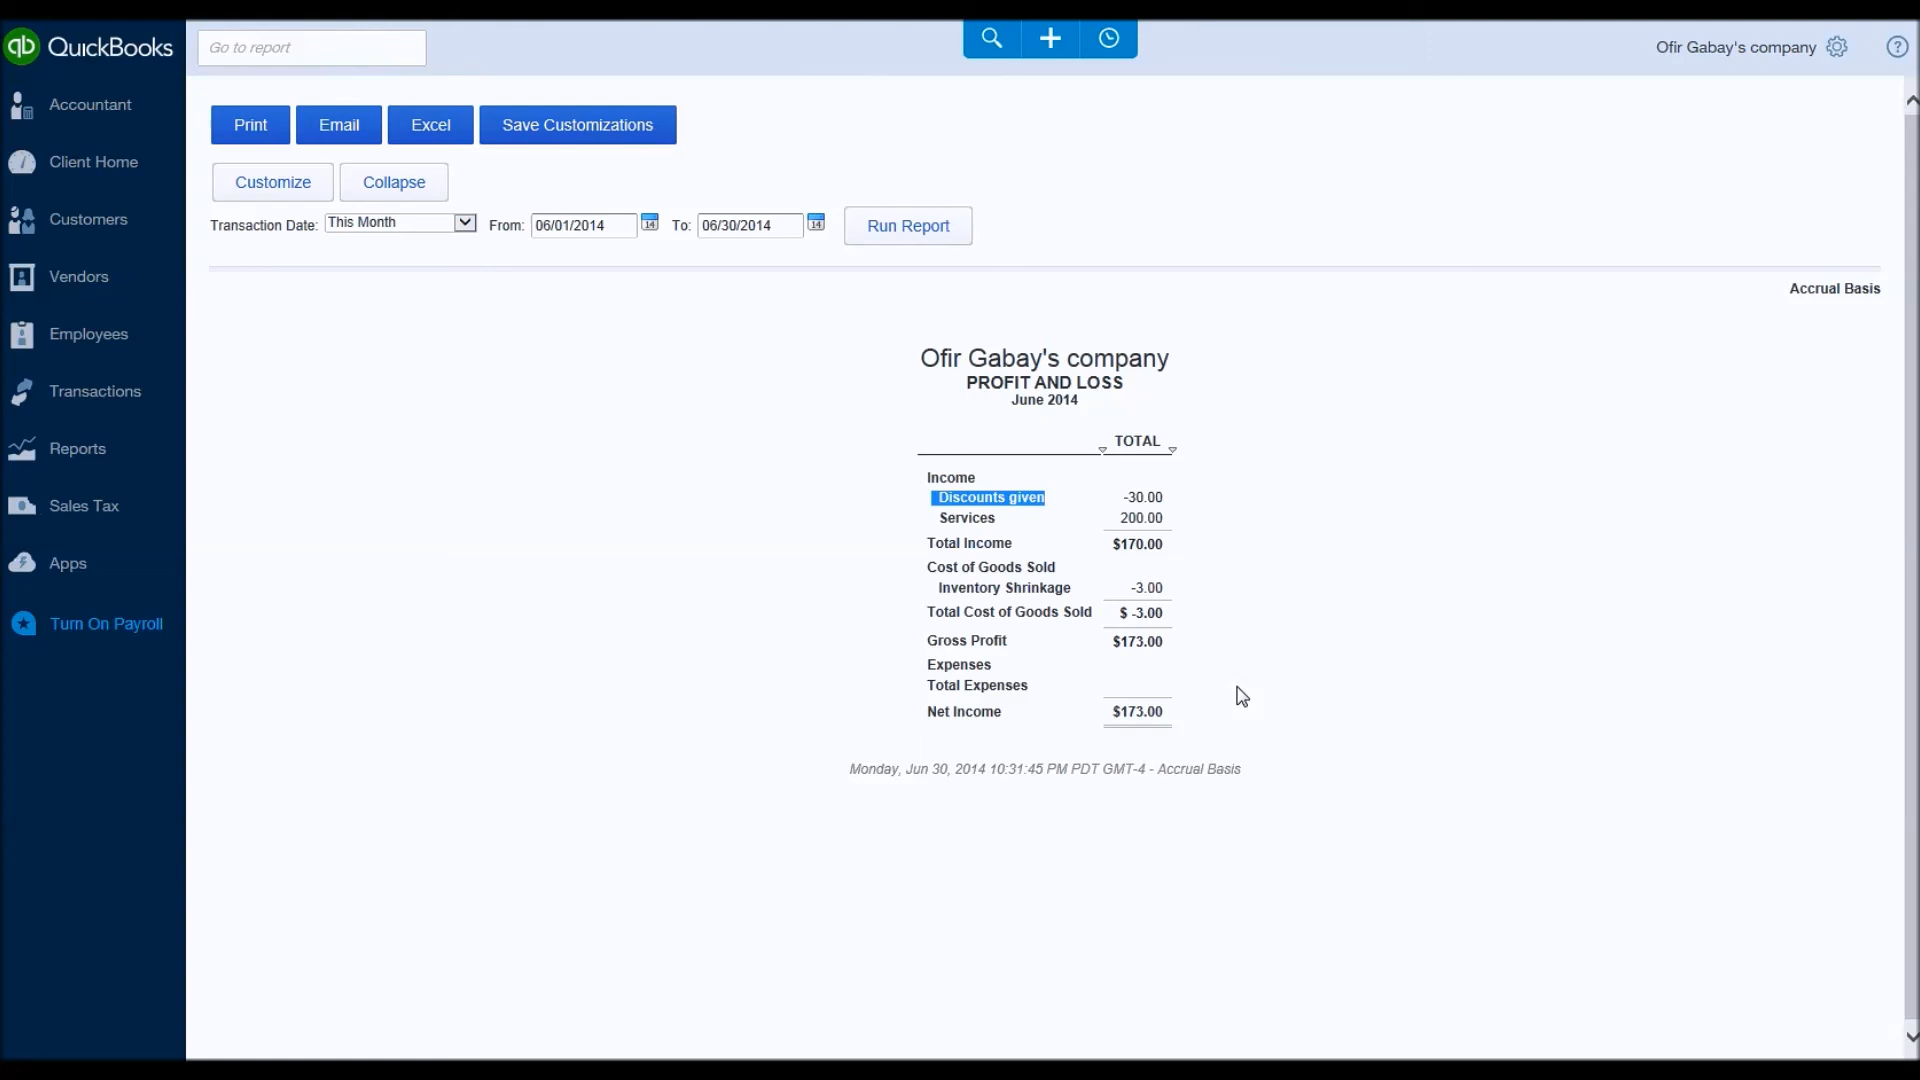 QuickBooks
Go to report
Ofir Gabay's company
Accountant
Client Home
Customers
Vendors
Employees
Transactions
Reports
Sales Tax
Apps
Turn On Payroll
Print Email Excel Save Customizations
Customize Collapse
Transaction Date: This Month From: 06/01/2014 14 To: 06/30/2014 14 Run Report
Accrual Basis
Ofir Gabay's company
PROFIT AND LOSS
June 2014
TOTAL
Income
Discounts given -30.00
Services 200.00
Total Income $170.00
Cost of Goods Sold
Inventory Shrinkage -3.00
Total Cost of Goods Sold $ -3.00
Gross Profit $173.00
Expenses
Total Expenses
Net Income $173.00
Monday, Jun 30, 2014 10:31:45 PM PDT GMT-4 - Accrual Basis